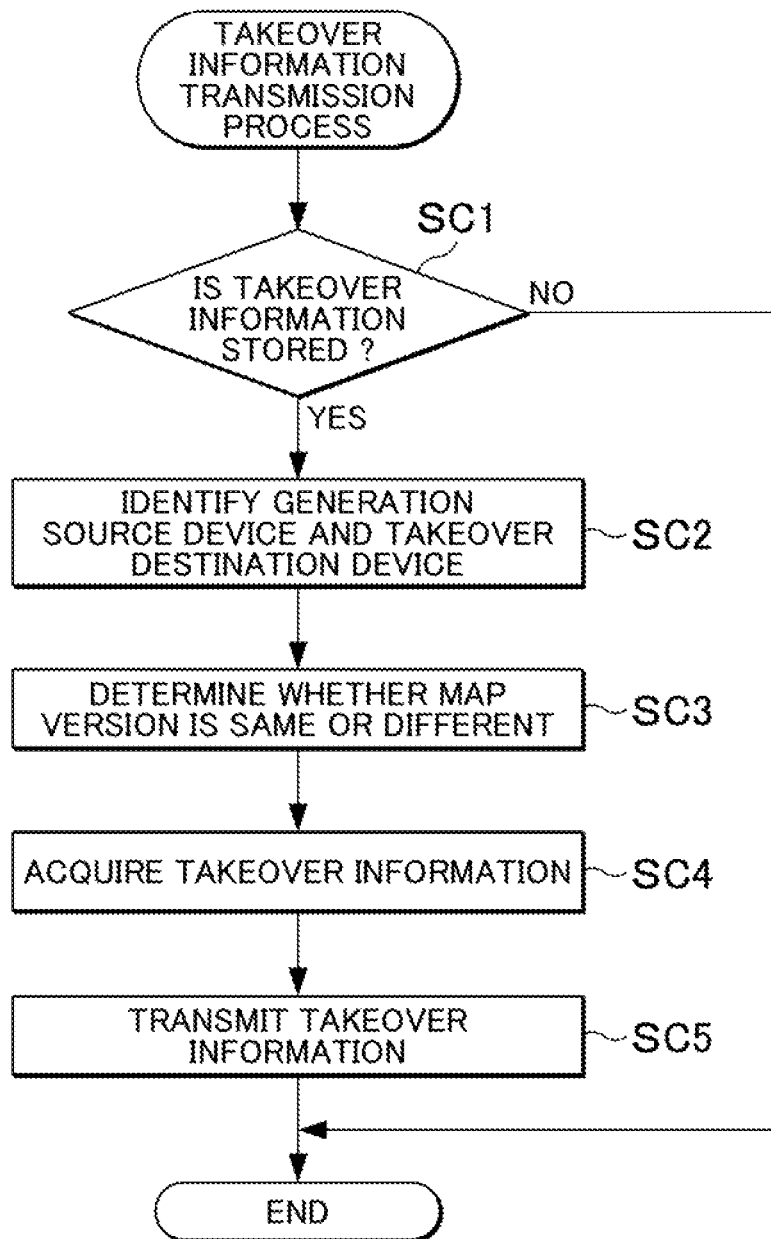 TAKEOVER
INFORMATION
TRANSMISSION
PROCESS
SC1
IS TAKEOVER
INFORMATION
STORED ?
NO
YES
IDENTIFY GENERATION
SOURCE DEVICE AND TAKEOVER
DESTINATION DEVICE
SC2
DETERMINE WHETHER MAP
VERSION IS SAME OR DIFFERENT
SC3
ACQUIRE TAKEOVER INFORMATION
SC4
TRANSMIT TAKEOVER
INFORMATION
SC5
END